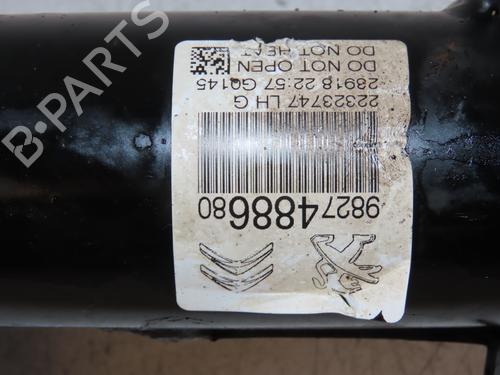 DO NOT HEAT
DO NOT OPEN
28918 22:57 G0145
22323747 LH G
9827488680
B-PARTS